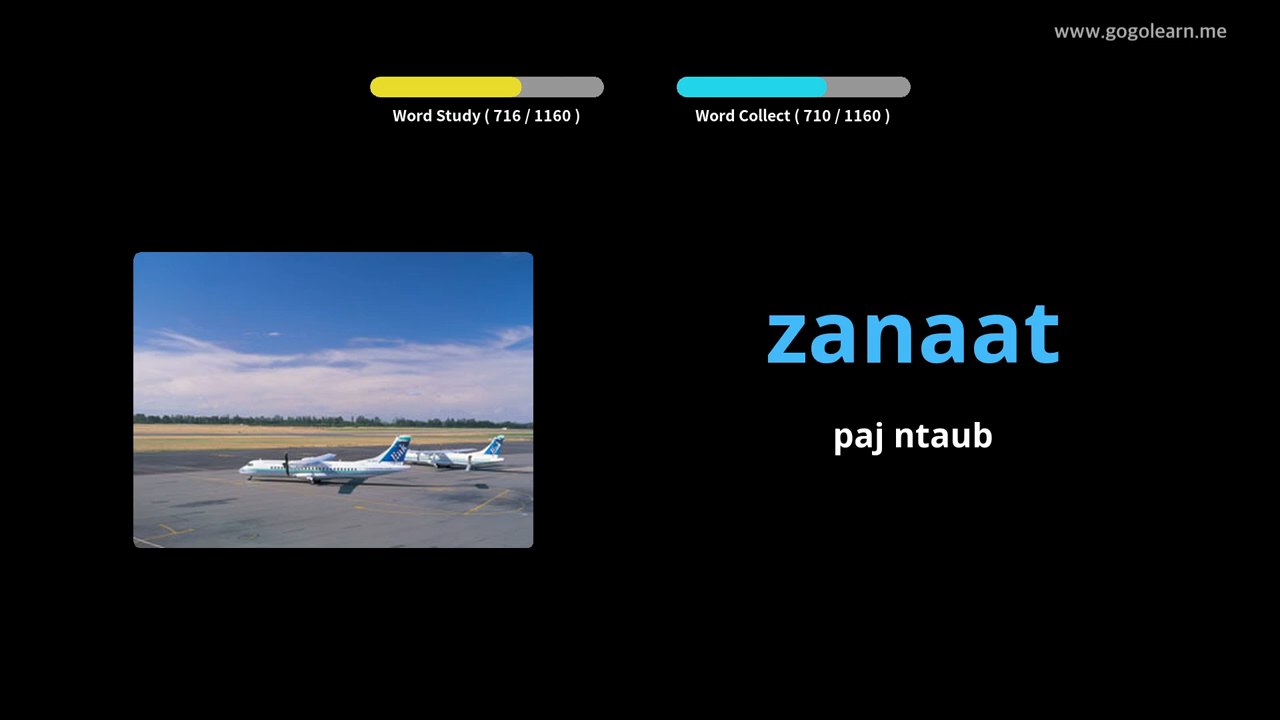 www.gogolearn.me
Word Study ( 716 / 1160 )
Word Collect ( 710 / 1160 )
zanaat
paj ntaub